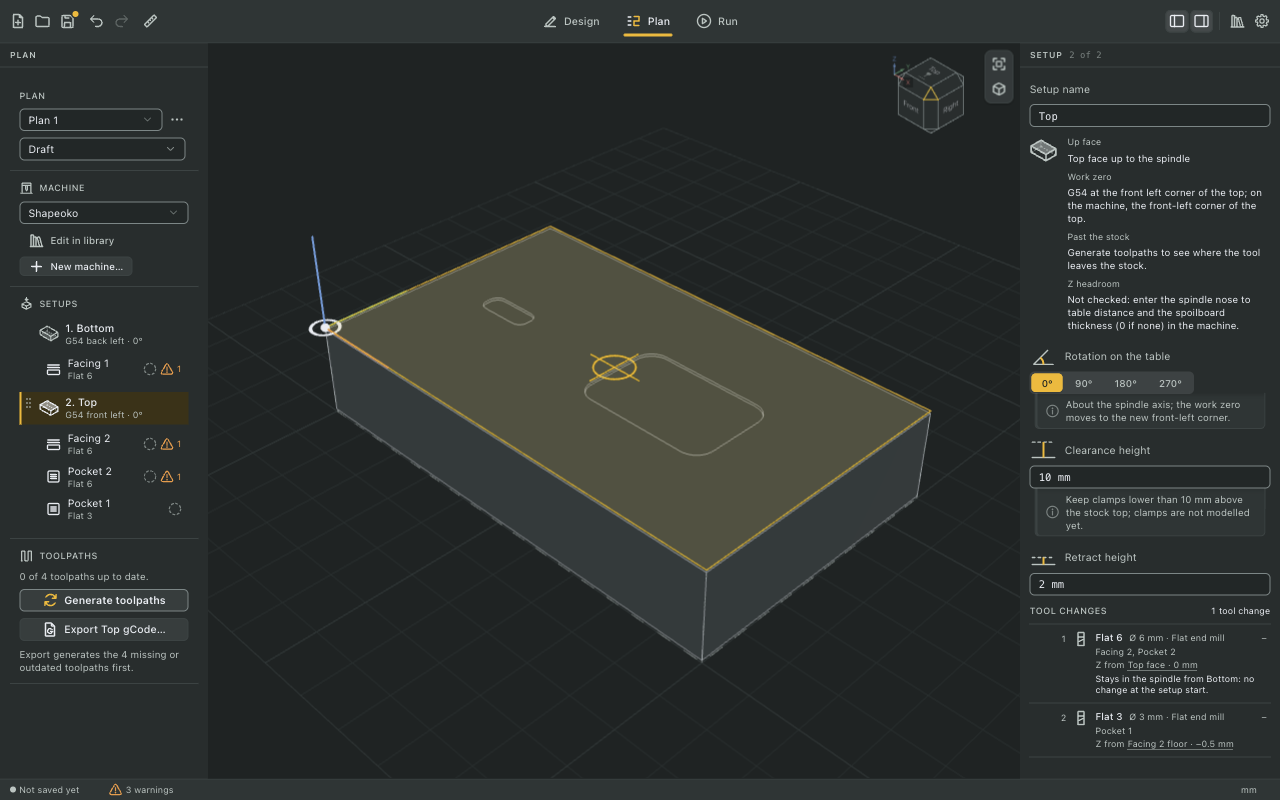 Design
Plan
Run
PLAN
SETUP 2 of 2
PLAN
Plan 1
Draft
MACHINE
Shapeoko
Edit in library
New machine...
SETUPS
1. Bottom
G54 back left · 0°
Facing 1
Flat 6
1
2. Top
G54 front left · 0°
Facing 2
Flat 6
1
Pocket 2
Flat 6
1
Pocket 1
Flat 3
TOOLPATHS
0 of 4 toolpaths up to date.
Generate toolpaths
Export Top gCode...
Export generates the 4 missing or
outdated toolpaths first.
Top
Front
Right
Setup name
Top
Up face
Top face up to the spindle
Work zero
G54 at the front left corner of the top; on
the machine, the front-left corner of the
top.
Past the stock
Generate toolpaths to see where the tool
leaves the stock.
Z headroom
Not checked: enter the spindle nose to
table distance and the spoilboard
thickness (0 if none) in the machine.
Rotation on the table
0° 90° 180° 270°
About the spindle axis; the work zero
moves to the new front-left corner.
Clearance height
10 mm
Keep clamps lower than 10 mm above
the stock top; clamps are not modelled
yet.
Retract height
2 mm
TOOL CHANGES 1 tool change
1 Flat 6 Ø 6 mm · Flat end mill –
Facing 2, Pocket 2
Z from Top face · 0 mm
Stays in the spindle from Bottom: no
change at the setup start.
2 Flat 3 Ø 3 mm · Flat end mill –
Pocket 1
Z from Facing 2 floor · −0.5 mm
Not saved yet
3 warnings
mm